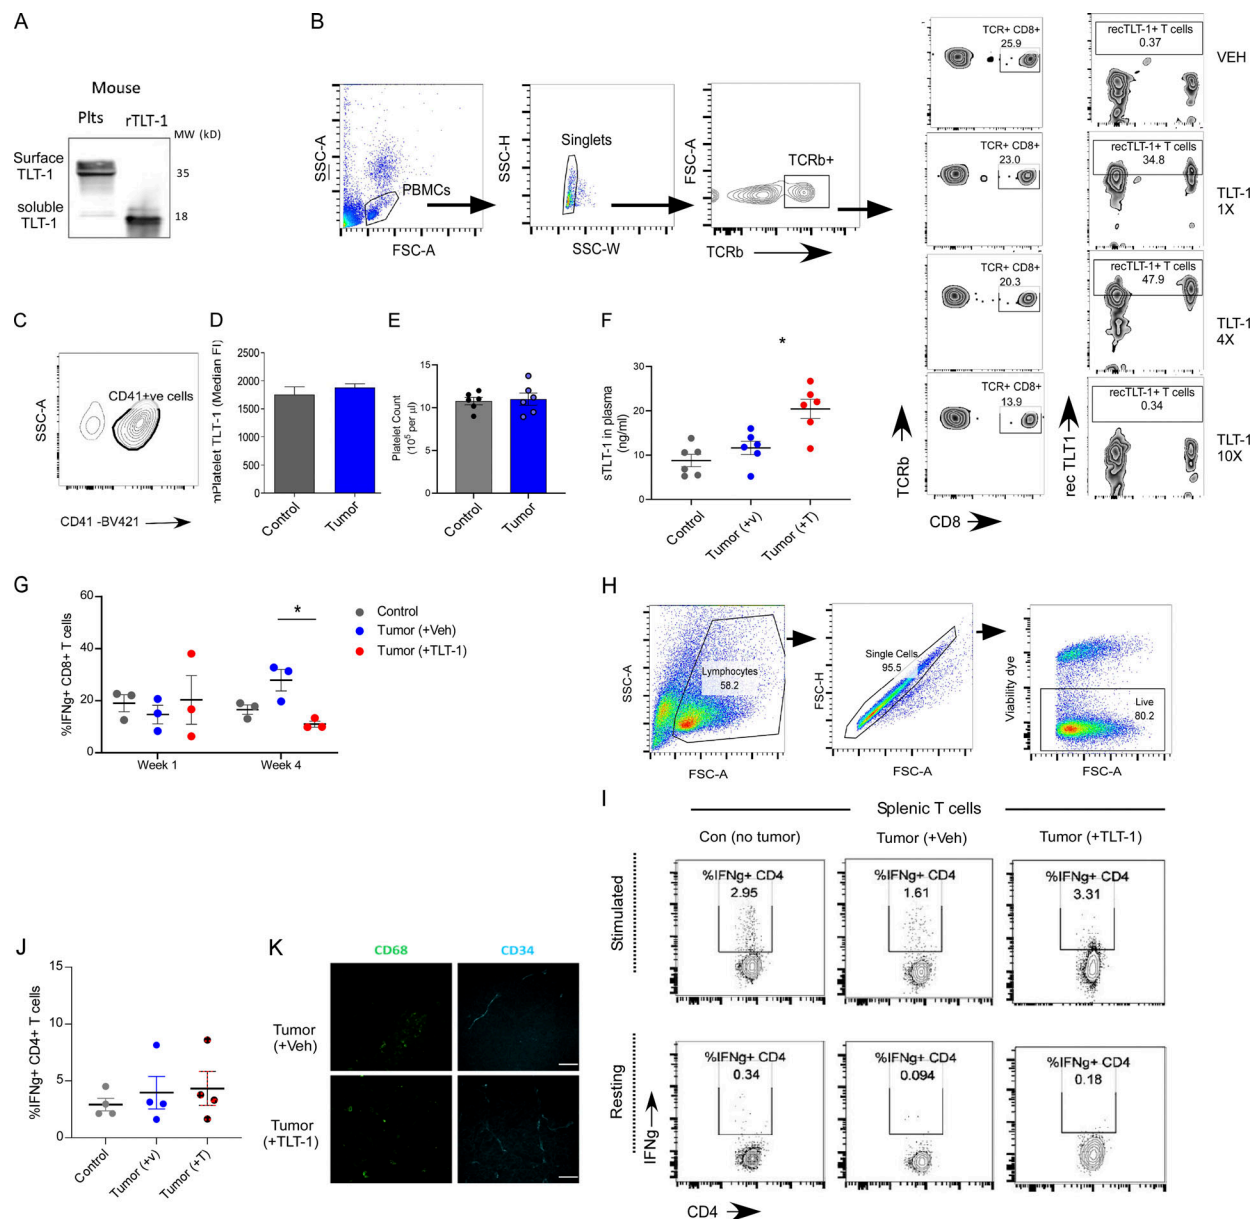 A
Mouse
Plts
rTLT-1
MW (kD)
Surface
TLT-1
35
soluble
TLT-1
18
B
SSC-A
PBMCs
FSC-A
SSC-H
Singlets
SSC-W
FSC-A
TCRb+
TCRb
TCR+ CD8+
25.9
recTLT-1+ T cells
0.37
VEH
TCR+ CD8+
23.0
recTLT-1+ T cells
34.8
TLT-1
1X
TCR+ CD8+
20.3
recTLT-1+ T cells
47.9
TLT-1
4X
TCR+ CD8+
13.9
recTLT-1+ T cells
0.34
TLT-1
10X
TCRb
CD8
rec TLT1
C
SSC-A
CD41+ve cells
CD41 -BV421
D
mPlatelet TLT-1 (Median FI)
2500
2000
1500
1000
500
0
Control
Tumor
E
Platelet Count
(10⁵ per µl)
15
10
5
0
Control
Tumor
F
sTLT-1 in plasma
(ng/ml)
30
20
10
0
*
Control
Tumor (+v)
Tumor (+T)
G
%IFNg+ CD8+ T cells
60
40
20
0
*
Week 1
Week 4
Control
Tumor (+Veh)
Tumor (+TLT-1)
H
SSC-A
Lymphocytes
58.2
FSC-A
FSC-H
Single Cells
95.5
FSC-A
Viability dye
Live
80.2
FSC-A
I
Splenic T cells
Con (no tumor)
Tumor (+Veh)
Tumor (+TLT-1)
Stimulated
%IFNg+ CD4
2.95
%IFNg+ CD4
1.61
%IFNg+ CD4
3.31
Resting
%IFNg+ CD4
0.34
%IFNg+ CD4
0.094
%IFNg+ CD4
0.18
IFNg
CD4
J
%IFNg+ CD4+ T cells
15
10
5
0
Control
Tumor (+v)
Tumor (+T)
K
CD68
CD34
Tumor
(+Veh)
Tumor
(+TLT-1)